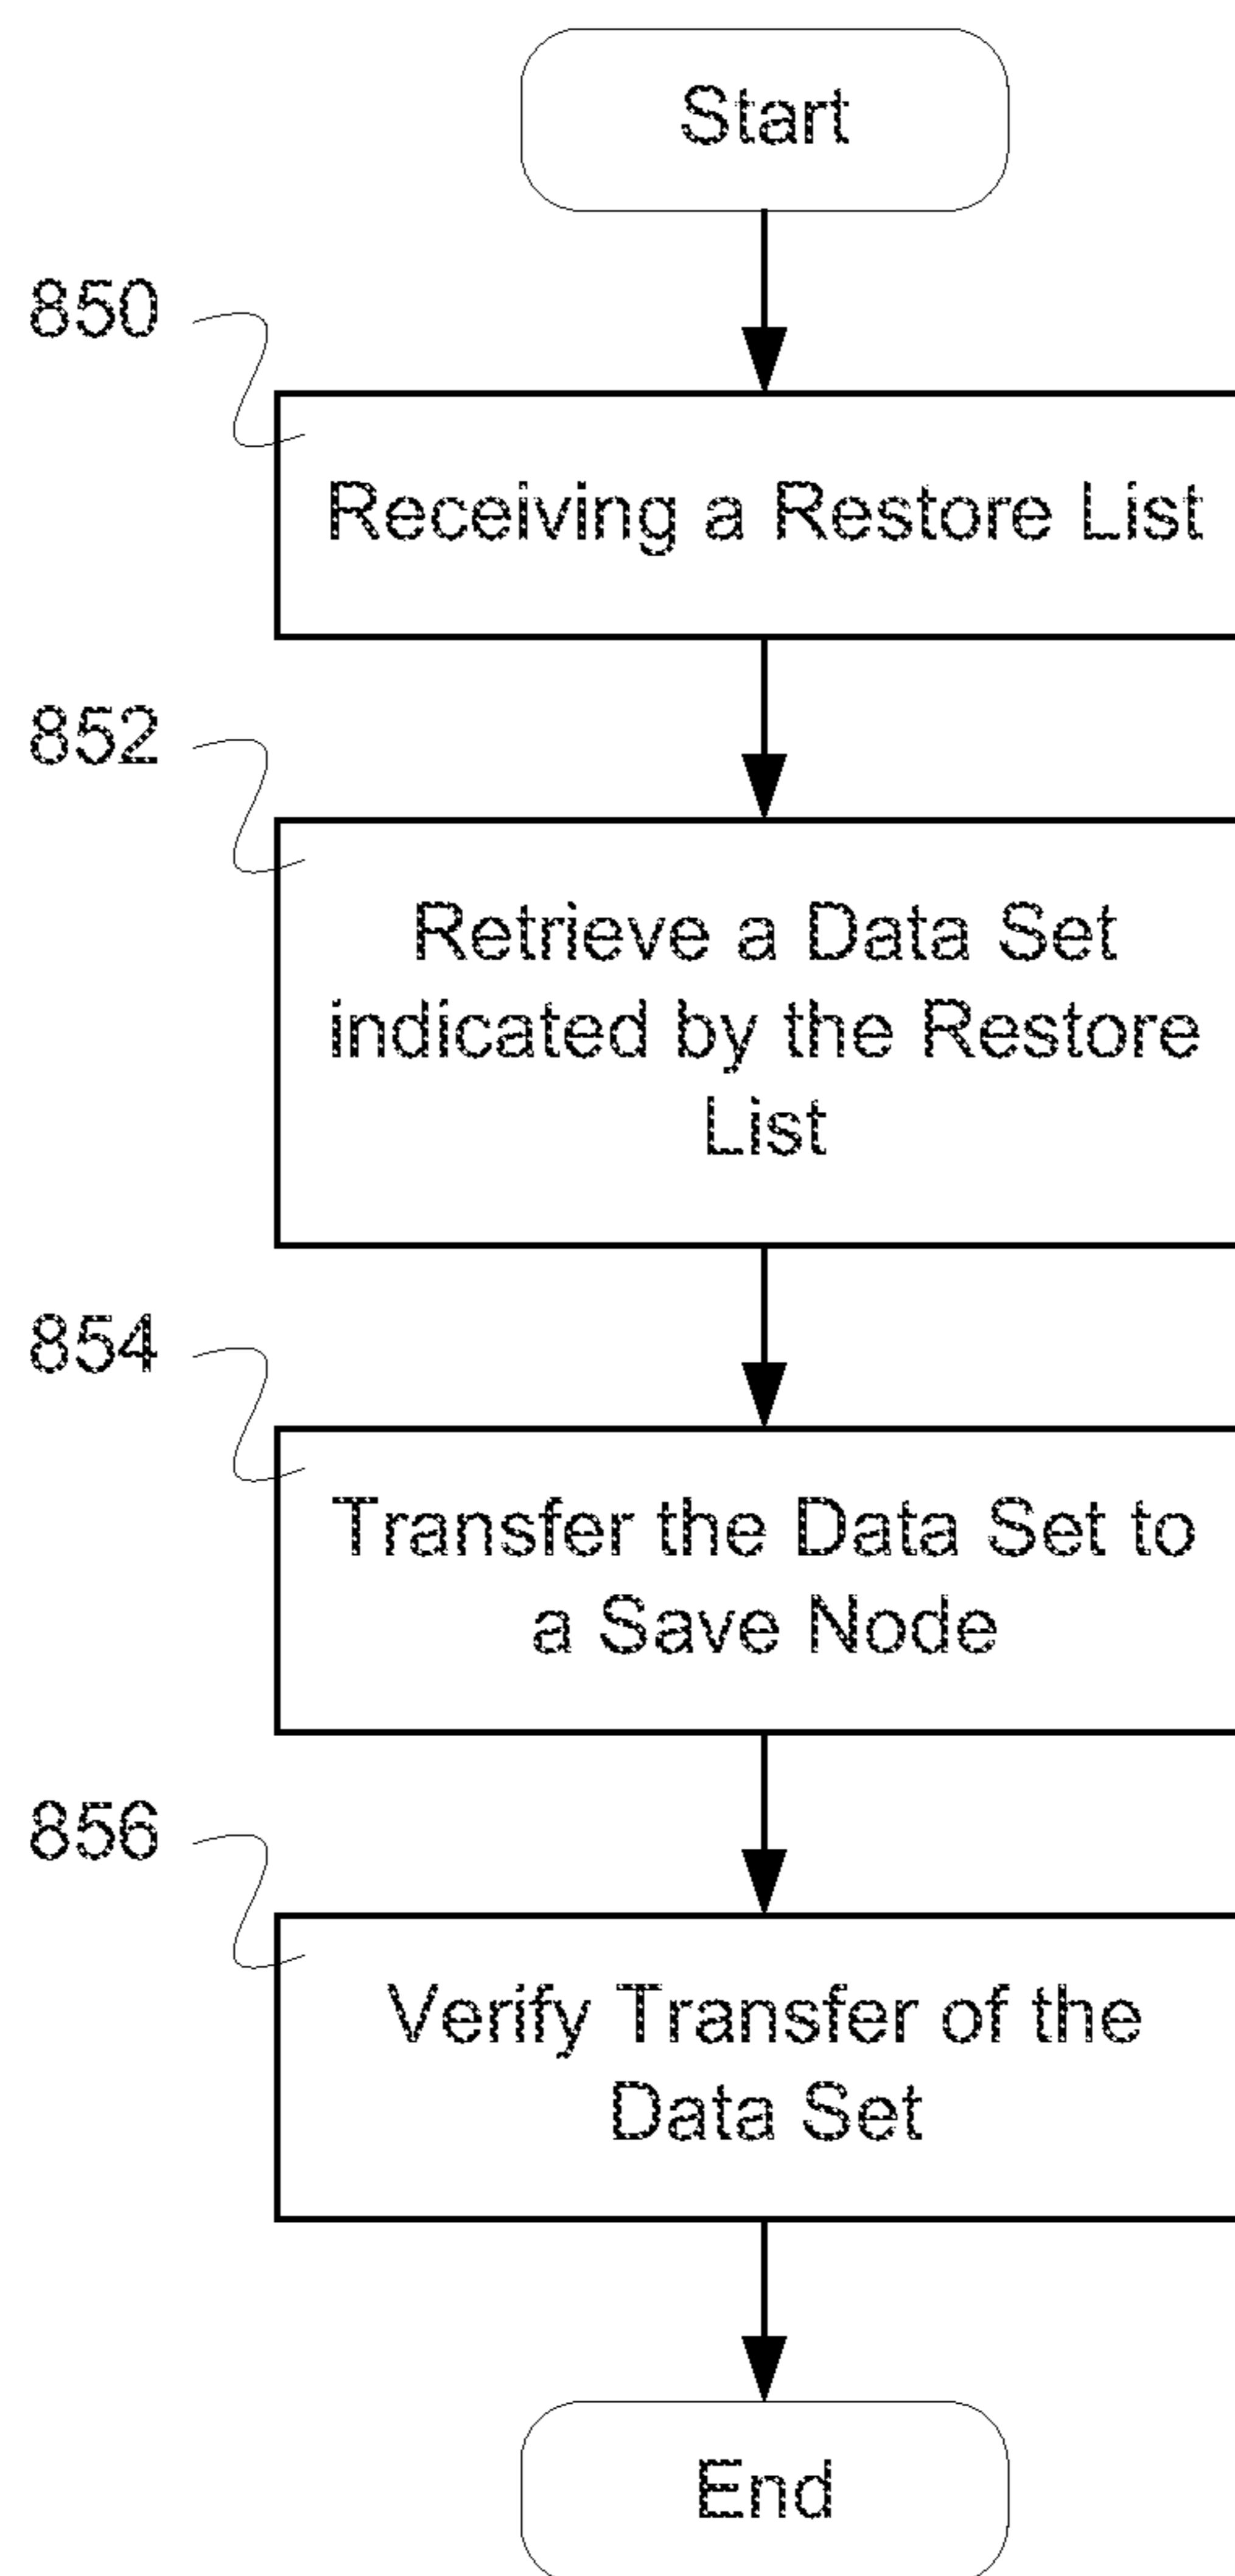 Start
850
Receiving a Restore List
852
Retrieve a Data Set
indicated by the Restore
List
854
Transfer the Data Set to
a Save Node
856
Verify Transfer of the
Data Set
End